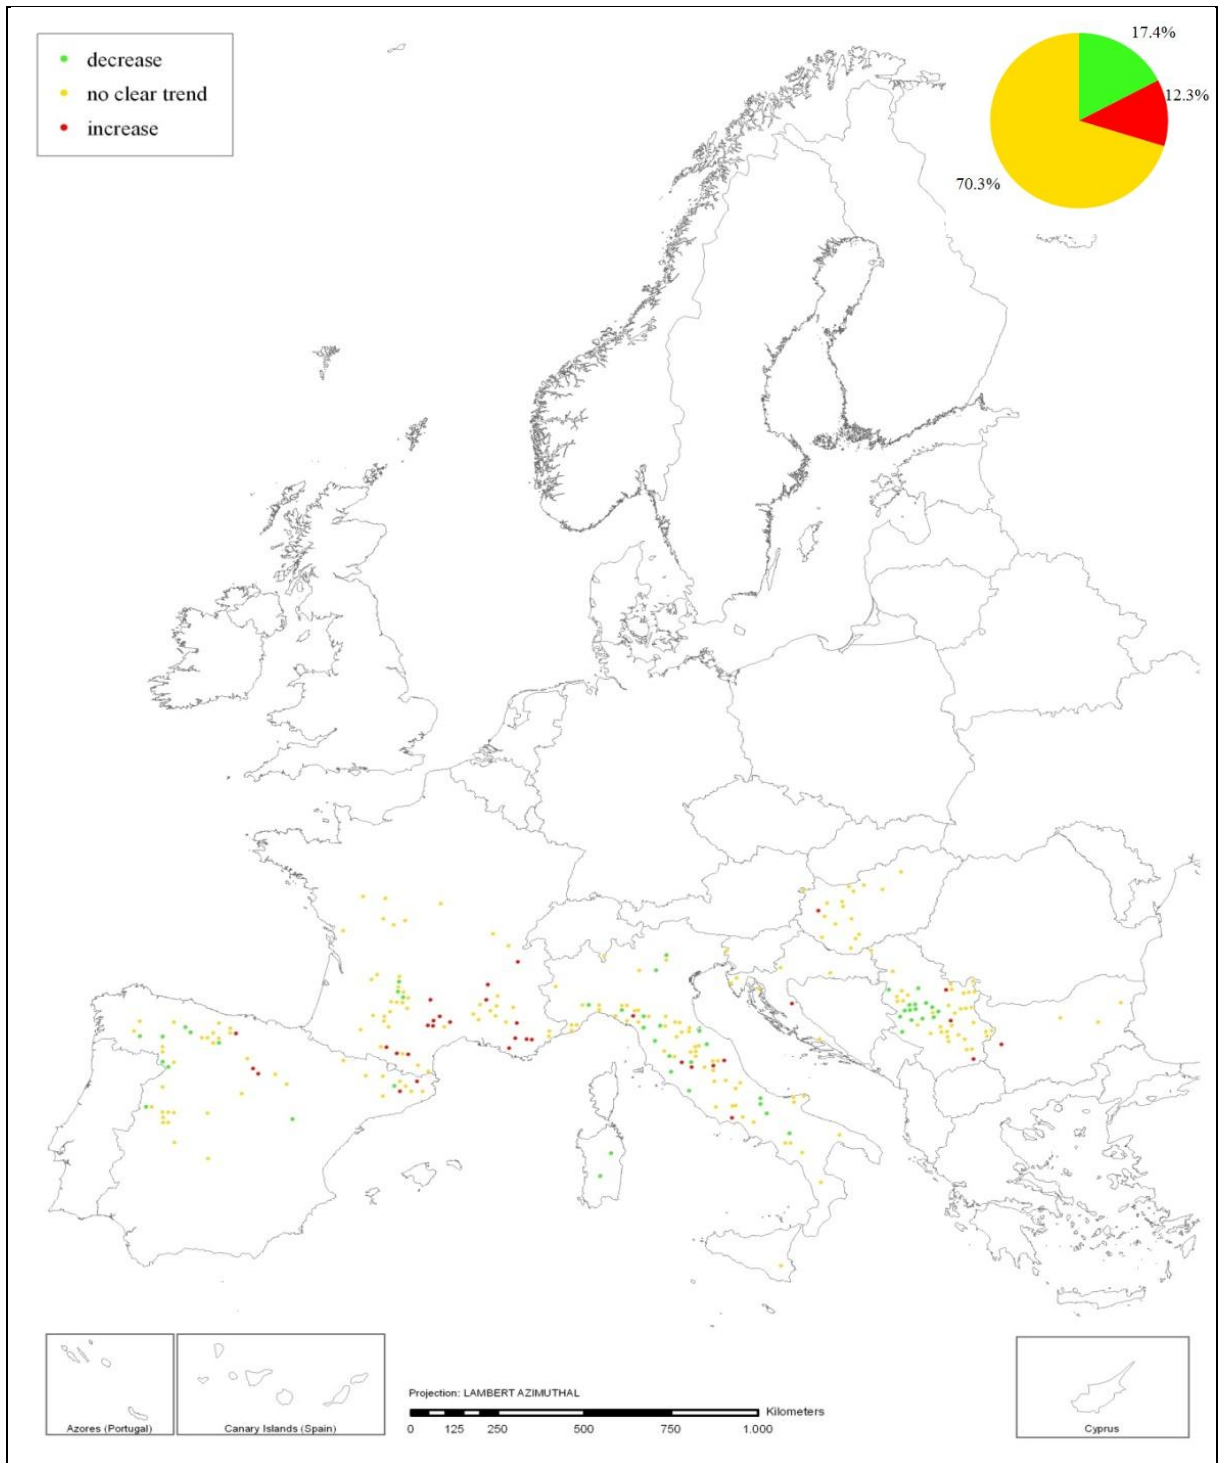 decrease
no clear trend
increase
17.4%
12.3%
70.3%
Azores (Portugal)
Canary Islands (Spain)
Projection: LAMBERT AZIMUTHAL
Kilometers
0 125 250 500 750 1.000
Cyprus